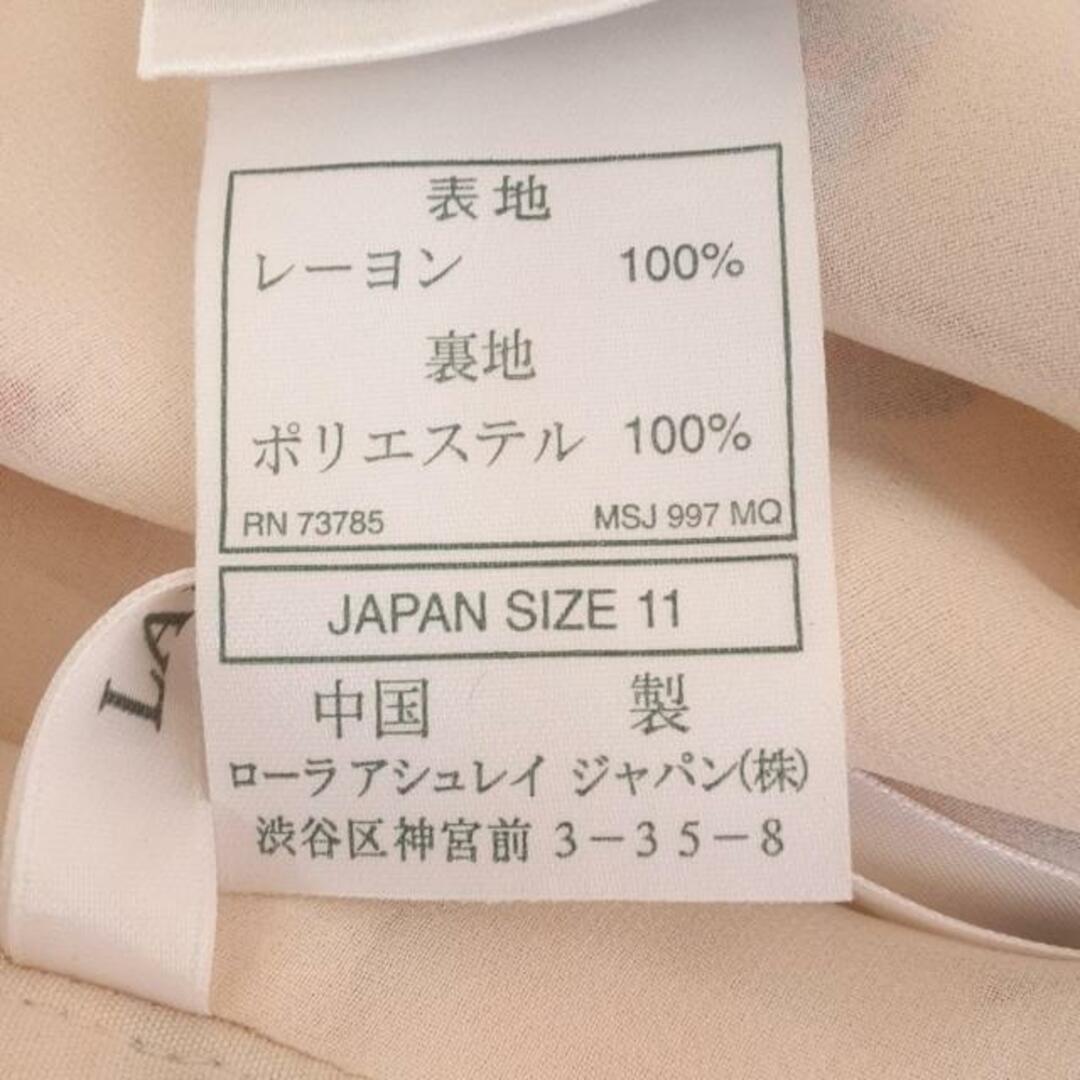 表地
レーヨン 100%
裏地
ポリエステル 100%
RN 73785 MSJ 997 MQ
JAPAN SIZE 11
中国 製
ローラ アシュレイ ジャパン(株)
渋谷区神宮前 3-35-8
LA